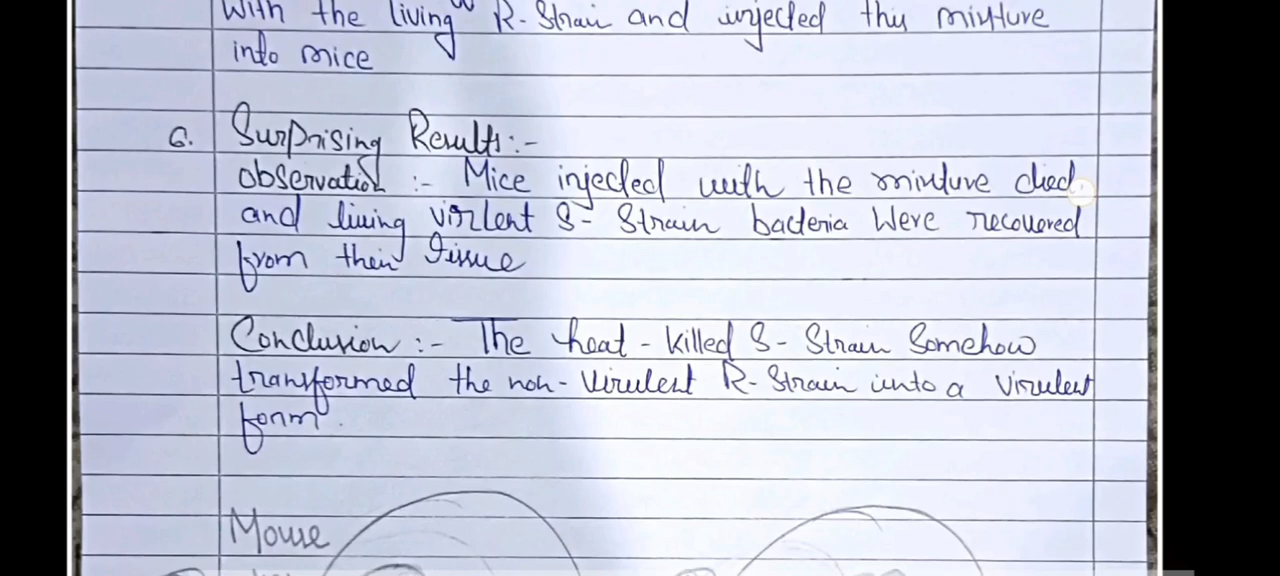 With the living R-Strain and injected this mixture
into mice
6. Surprising Results:-
observation :- Mice injected with the mixture died
and living virulent S- Strain bacteria Were recovered
from their tissue
Conclusion :- The heat - killed S- Strain Somehow
transformed the non- virulent R-Strain into a virulent
form.
Mouse